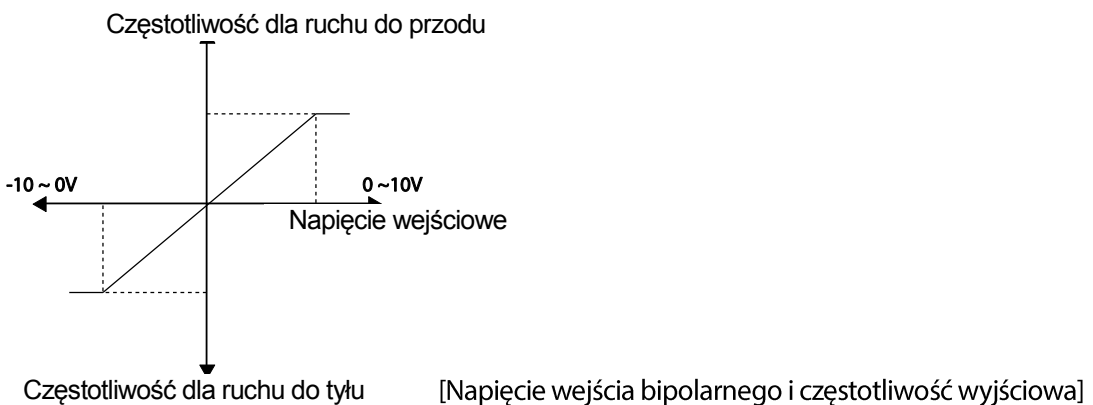 Częstotliwość dla ruchu do przodu
-10 ~ 0V
0 ~10V
Napięcie wejściowe
Częstotliwość dla ruchu do tyłu
[Napięcie wejścia bipolarnego i częstotliwość wyjściowa]